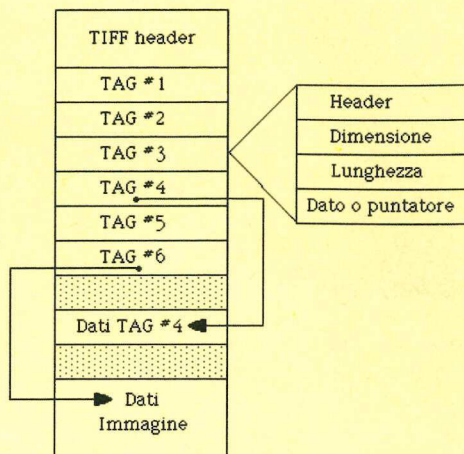 TIFF header
TAG #1
TAG #2
TAG #3
TAG #4
TAG #5
TAG #6
Dati TAG #4
Dati
Immagine
Header
Dimensione
Lunghezza
Dato o puntatore